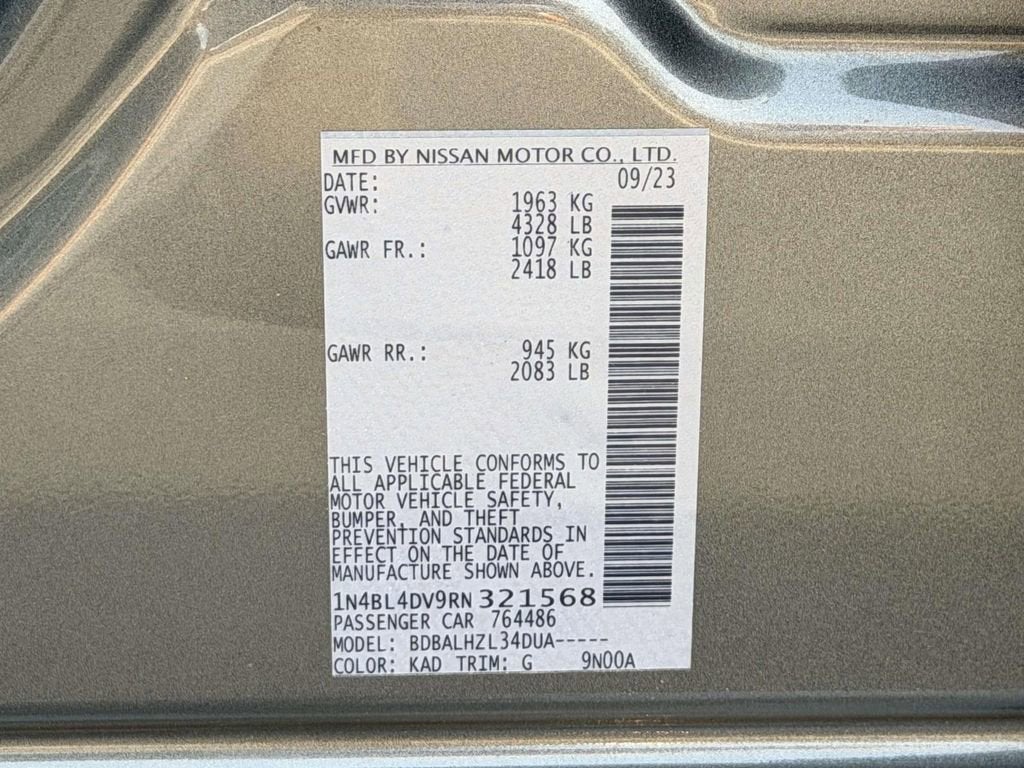 MFD BY NISSAN MOTOR CO., LTD.
DATE: 09/23
GVWR: 1963 KG
4328 LB
GAWR FR.: 1097 KG
2418 LB
GAWR RR.: 945 KG
2083 LB
THIS VEHICLE CONFORMS TO
ALL APPLICABLE FEDERAL
MOTOR VEHICLE SAFETY,
BUMPER, AND THEFT
PREVENTION STANDARDS IN
EFFECT ON THE DATE OF
MANUFACTURE SHOWN ABOVE.
1N4BL4DV9RN 321568
PASSENGER CAR 764486
MODEL: BDBALHZL34DUA-----
COLOR: KAD TRIM: G 9N00A